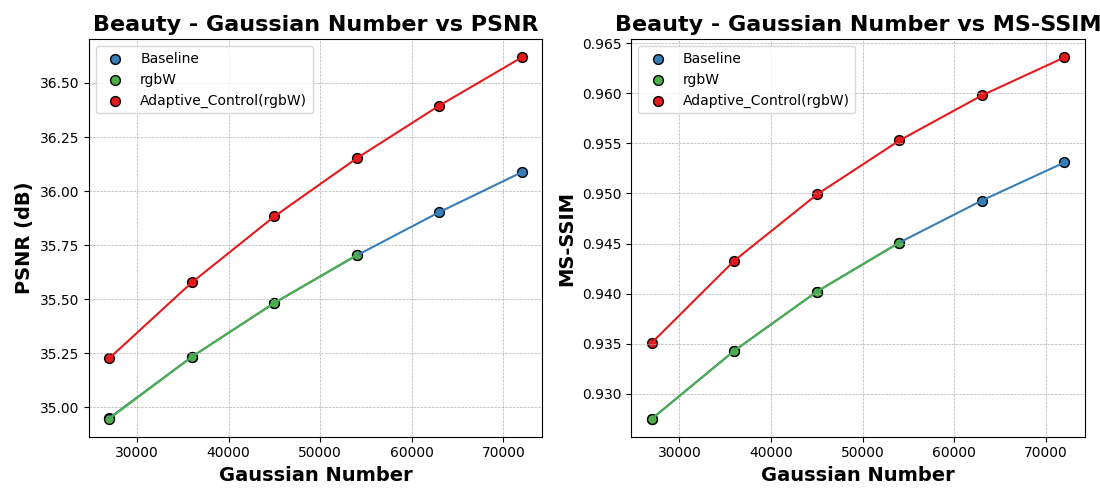 Beauty - Gaussian Number vs PSNR
Baseline
rgbW
Adaptive_Control(rgbW)
36.50
36.25
36.00
35.75
35.50
35.25
35.00
PSNR (dB)
30000 40000 50000 60000 70000
Gaussian Number
Beauty - Gaussian Number vs MS-SSIM
Baseline
rgbW
Adaptive_Control(rgbW)
0.965
0.960
0.955
0.950
0.945
0.940
0.935
0.930
MS-SSIM
30000 40000 50000 60000 70000
Gaussian Number